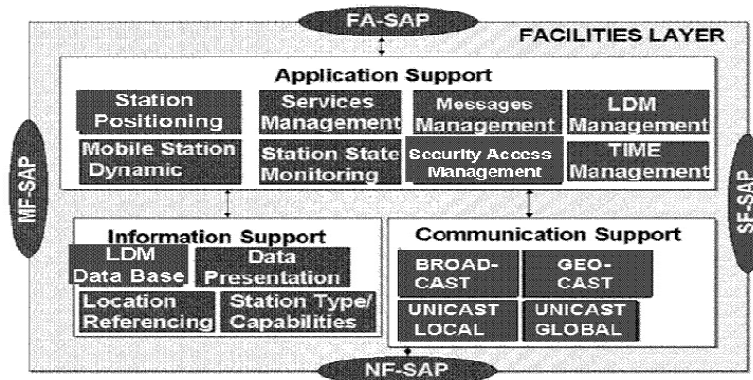 FA-SAP
FACILITIES LAYER
Application Support
Station
Positioning
Services
Management
Messages
Management
LDM
Management
Mobile Station
Dynamic
Station State
Monitoring
Security Access
Management
TIME
Management
MF-SAP
SF-SAP
Information Support
LDM
Data Base
Data
Presentation
Location
Referencing
Station Type/
Capabilities
Communication Support
BROAD-
CAST
GEO-
CAST
UNICAST
LOCAL
UNICAST
GLOBAL
NF-SAP